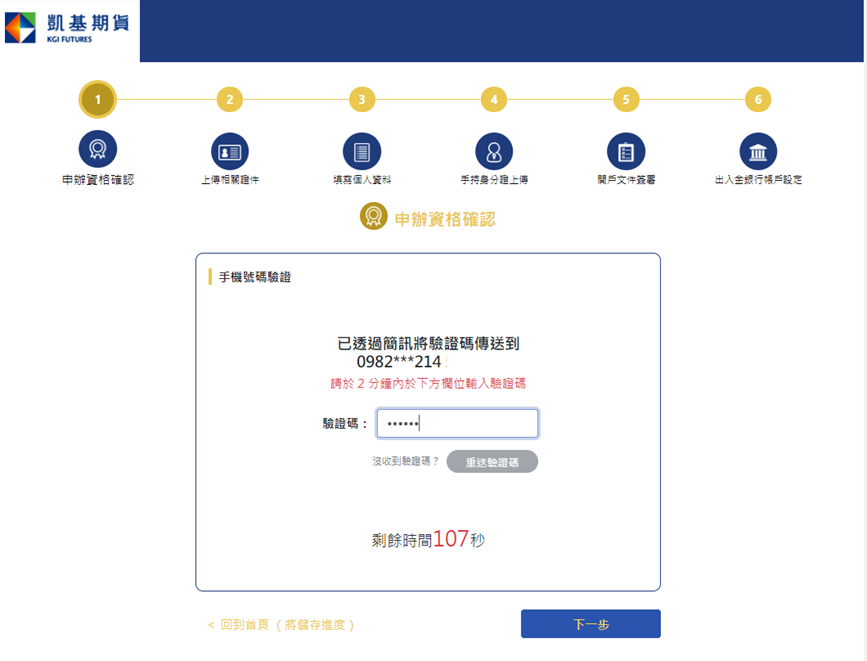 凱基期貨
KGI FUTURES
1 2 3 4 5 6
申辦資格確認 上傳相關證件 填寫個人資料 手持身分證上傳 開戶文件簽署 出入金銀行帳戶設定
申辦資格確認
手機號碼驗證
已透過簡訊將驗證碼傳送到
0982***214
請於 2 分鐘內於下方欄位輸入驗證碼
驗證碼： ••••••
沒收到驗證碼？ 重送驗證碼
剩餘時間107秒
< 回到首頁 ( 將儲存進度 ) 下一步